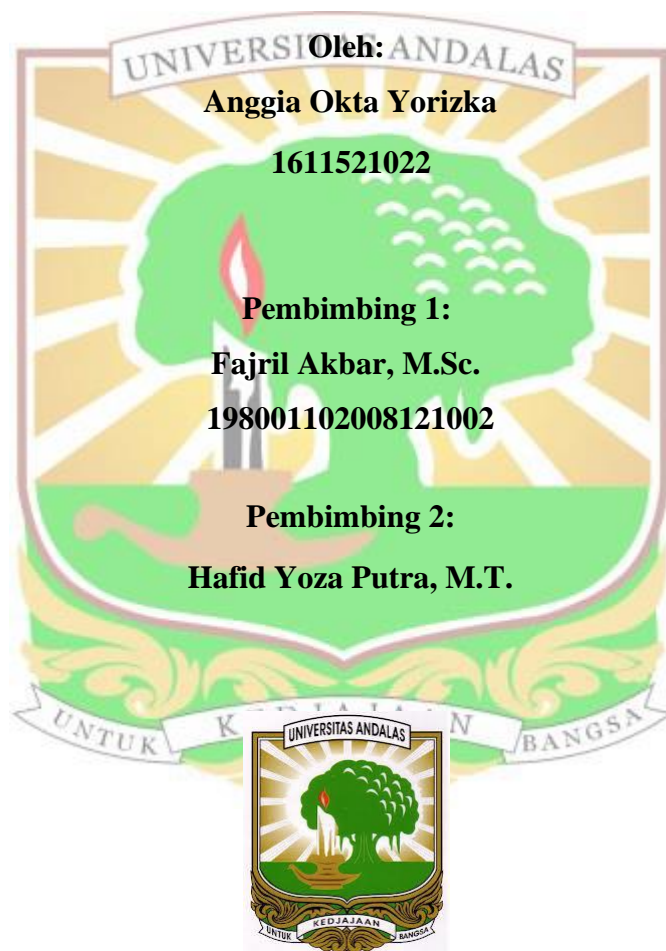 UNIVERSITAS ANDALAS
Oleh:
Anggia Okta Yorizka
1611521022
Pembimbing 1:
Fajril Akbar, M.Sc.
198001102008121002
Pembimbing 2:
Hafid Yoza Putra, M.T.
UNTUK KEDJAJAAN BANGSA
UNIVERSITAS ANDALAS
UNTUK KEDJAJAAN BANGSA